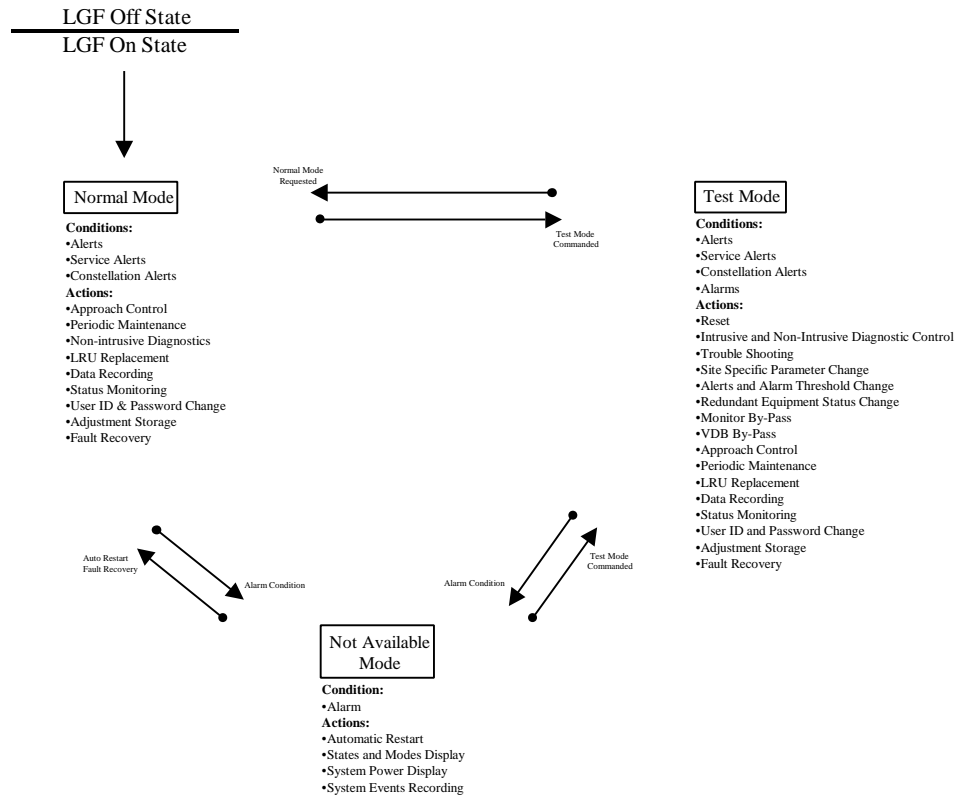 LGF Off State
LGF On State
Normal Mode
Requested
Test Mode
Commanded
Normal Mode
Conditions:
•Alerts
•Service Alerts
•Constellation Alerts
Actions:
•Approach Control
•Periodic Maintenance
•Non-intrusive Diagnostics
•LRU Replacement
•Data Recording
•Status Monitoring
•User ID & Password Change
•Adjustment Storage
•Fault Recovery
Test Mode
Conditions:
•Alerts
•Service Alerts
•Constellation Alerts
•Alarms
Actions:
•Reset
•Intrusive and Non-Intrusive Diagnostic Control
•Trouble Shooting
•Site Specific Parameter Change
•Alerts and Alarm Threshold Change
•Redundant Equipment Status Change
•Monitor By-Pass
•VDB By-Pass
•Approach Control
•Periodic Maintenance
•LRU Replacement
•Data Recording
•Status Monitoring
•User ID and Password Change
•Adjustment Storage
•Fault Recovery
Auto Restart
Fault Recovery
Alarm Condition
Alarm Condition
Test Mode
Commanded
Not Available
Mode
Condition:
•Alarm
Actions:
•Automatic Restart
•States and Modes Display
•System Power Display
•System Events Recording